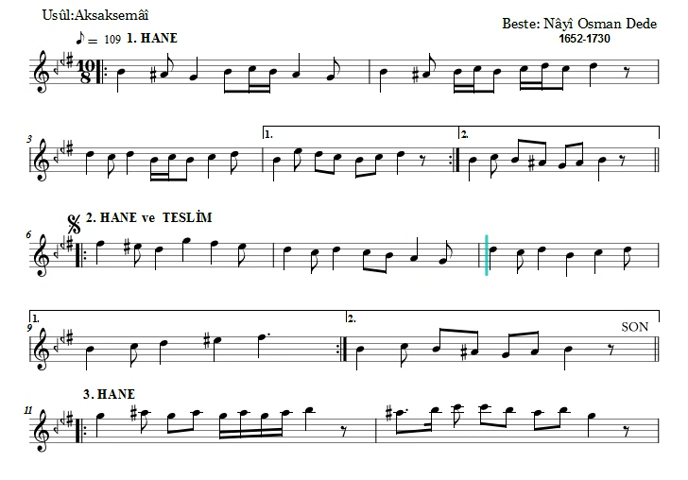 Usûl:Aksaksemâî
Beste: Nâyî Osman Dede
1652-1730
♪ = 109 1. HANE
10
8
3
1.
2.
2. HANE ve TESLİM
6
1.
2.
SON
9
3. HANE
11